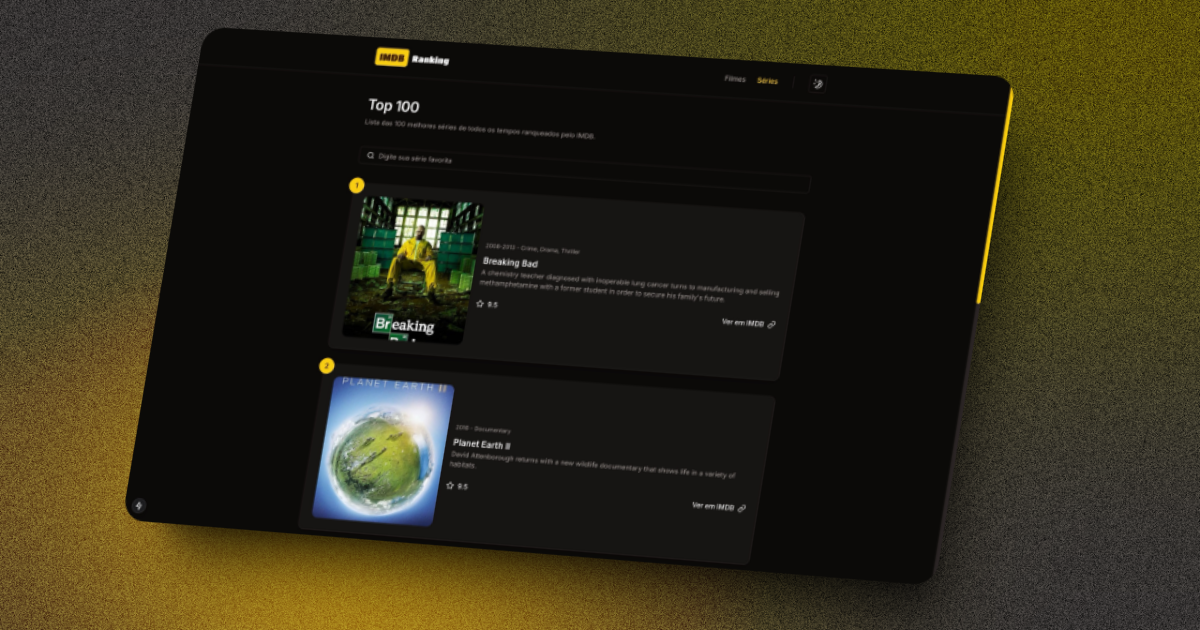 IMDB Ranking
Filmes Séries
Top 100
Lista das 100 melhores séries de todos os tempos ranqueados pelo IMDB.
Digite sua série favorita
1
2008-2013 - Crime, Drama, Thriller
Breaking Bad
A chemistry teacher diagnosed with inoperable lung cancer turns to manufacturing and selling
methamphetamine with a former student in order to secure his family's future.
9.5
Ver em IMDB
Breaking
2
PLANET EARTH II
2016 - Documentary
Planet Earth II
David Attenborough returns with a new wildlife documentary that shows life in a variety of
habitats.
9.5
Ver em IMDB